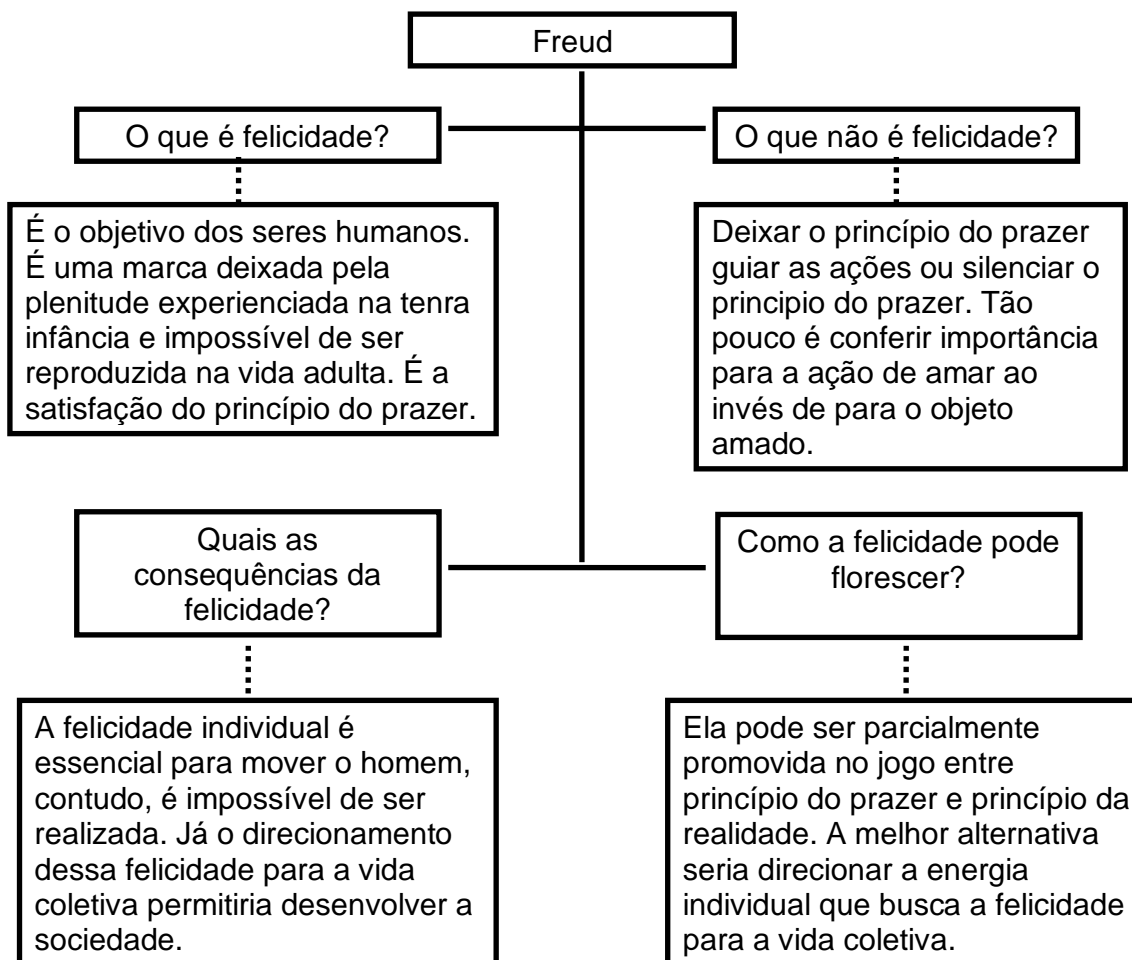 Freud
O que é felicidade?
O que não é felicidade?
É o objetivo dos seres humanos.
É uma marca deixada pela
plenitude experienciada na tenra
infância e impossível de ser
reproduzida na vida adulta. É a
satisfação do princípio do prazer.
Deixar o princípio do prazer
guiar as ações ou silenciar o
principio do prazer. Tão
pouco é conferir importância
para a ação de amar ao
invés de para o objeto
amado.
Quais as
consequências da
felicidade?
Como a felicidade pode
florescer?
A felicidade individual é
essencial para mover o homem,
contudo, é impossível de ser
realizada. Já o direcionamento
dessa felicidade para a vida
coletiva permitiria desenvolver a
sociedade.
Ela pode ser parcialmente
promovida no jogo entre
princípio do prazer e princípio da
realidade. A melhor alternativa
seria direcionar a energia
individual que busca a felicidade
para a vida coletiva.